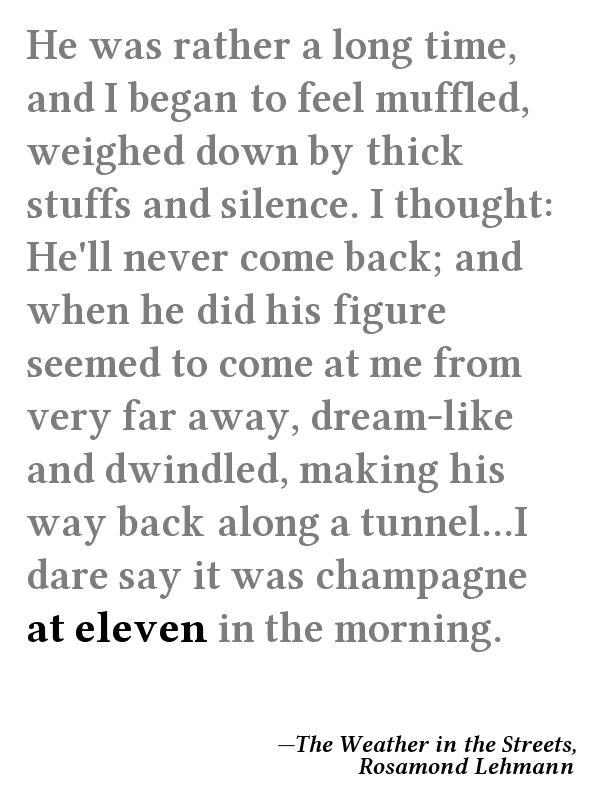 He was rather a long time,
and I began to feel muffled,
weighed down by thick
stuffs and silence. I thought:
He'll never come back; and
when he did his figure
seemed to come at me from
very far away, dream-like
and dwindled, making his
way back along a tunnel...I
dare say it was champagne
at eleven in the morning.
—The Weather in the Streets,
Rosamond Lehmann